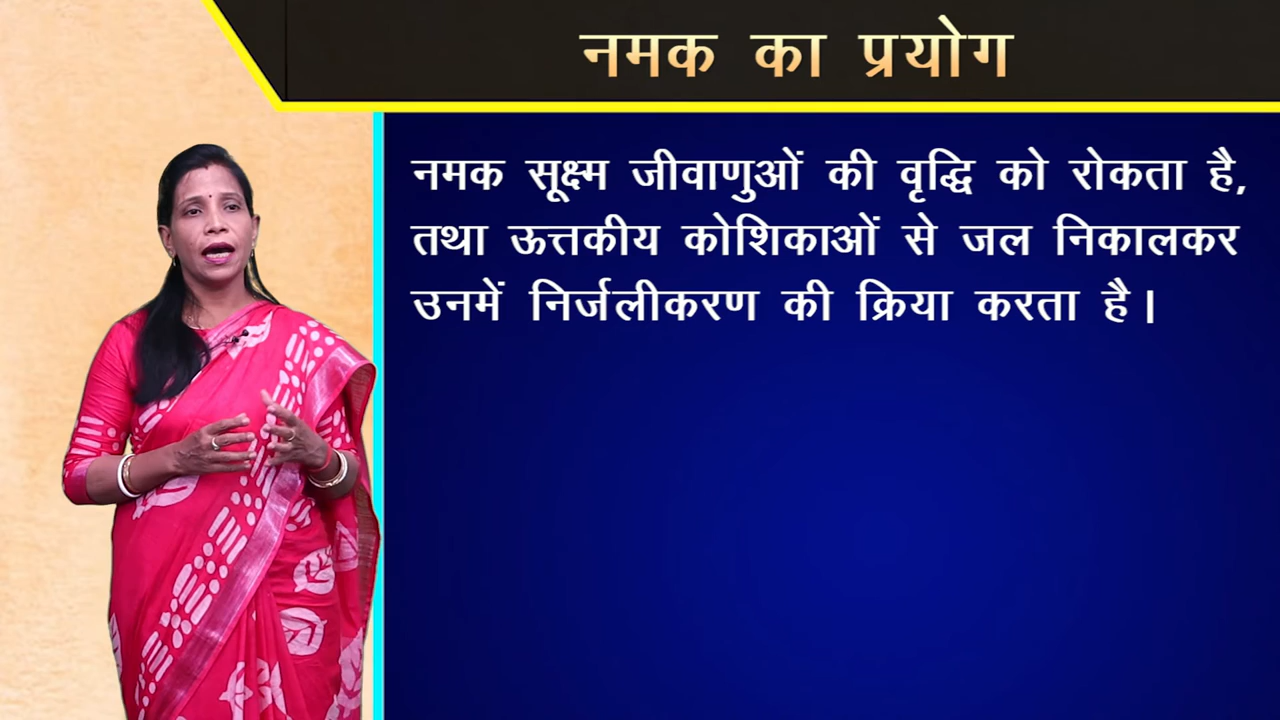 नमक का प्रयोग
नमक सूक्ष्म जीवाणुओं की वृद्धि को रोकता है,
तथा ऊत्तकीय कोशिकाओं से जल निकालकर
उनमें निर्जलीकरण की क्रिया करता है।